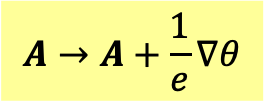 𝑨 → 𝑨 + 1/𝑒 ∇𝜃